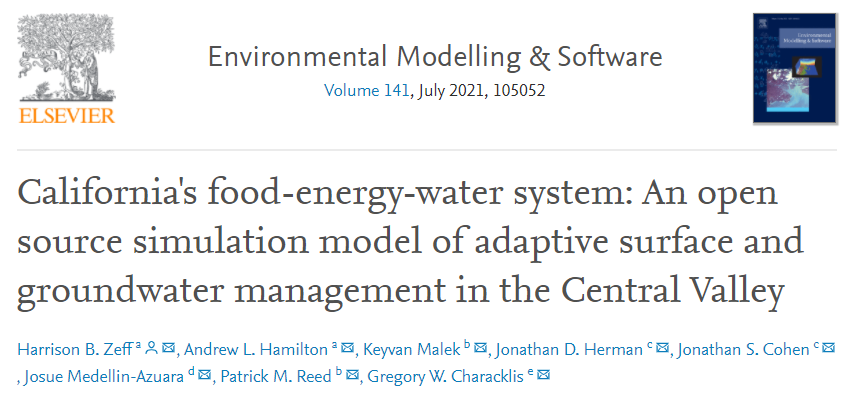 Environmental Modelling & Software
Volume 141, July 2021, 105052
ELSEVIER
California's food-energy-water system: An open
source simulation model of adaptive surface and
groundwater management in the Central Valley
Harrison B. Zeff a, Andrew L. Hamilton a, Keyvan Malek b, Jonathan D. Herman c, Jonathan S. Cohen c
, Josue Medellin-Azuara d, Patrick M. Reed b, Gregory W. Characklis e